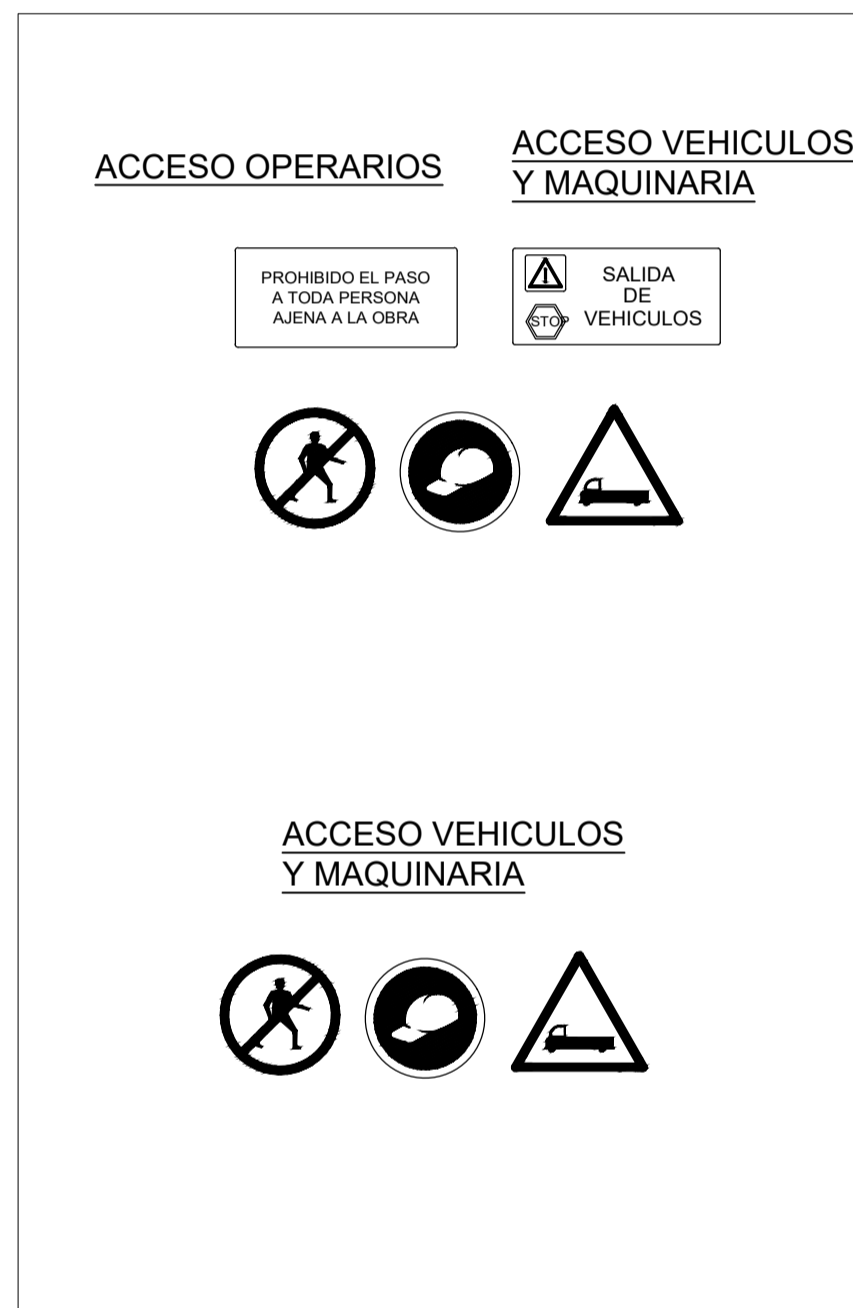 ACCESO OPERARIOS
ACCESO VEHICULOS
Y MAQUINARIA
PROHIBIDO EL PASO
A TODA PERSONA
AJENA A LA OBRA
SALIDA
DE
VEHICULOS
STOP
ACCESO VEHICULOS
Y MAQUINARIA